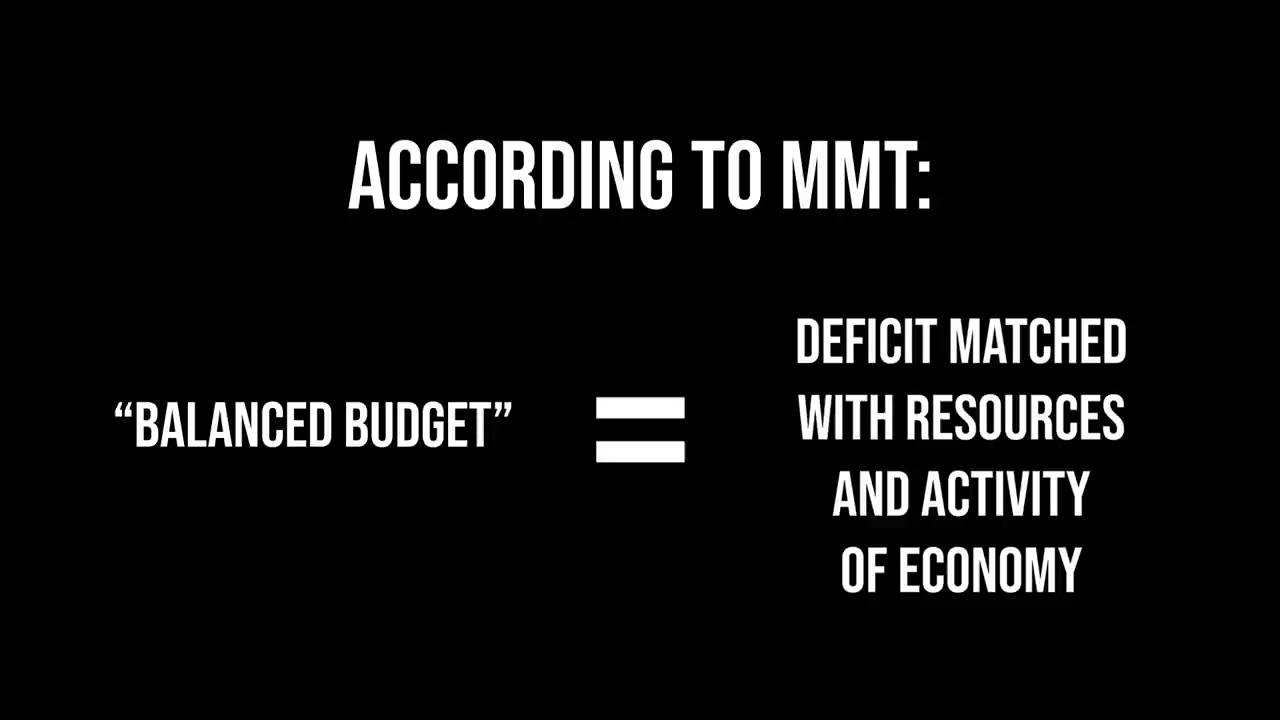 ACCORDING TO MMT:
“BALANCED BUDGET”
=
DEFICIT MATCHED
WITH RESOURCES
AND ACTIVITY
OF ECONOMY